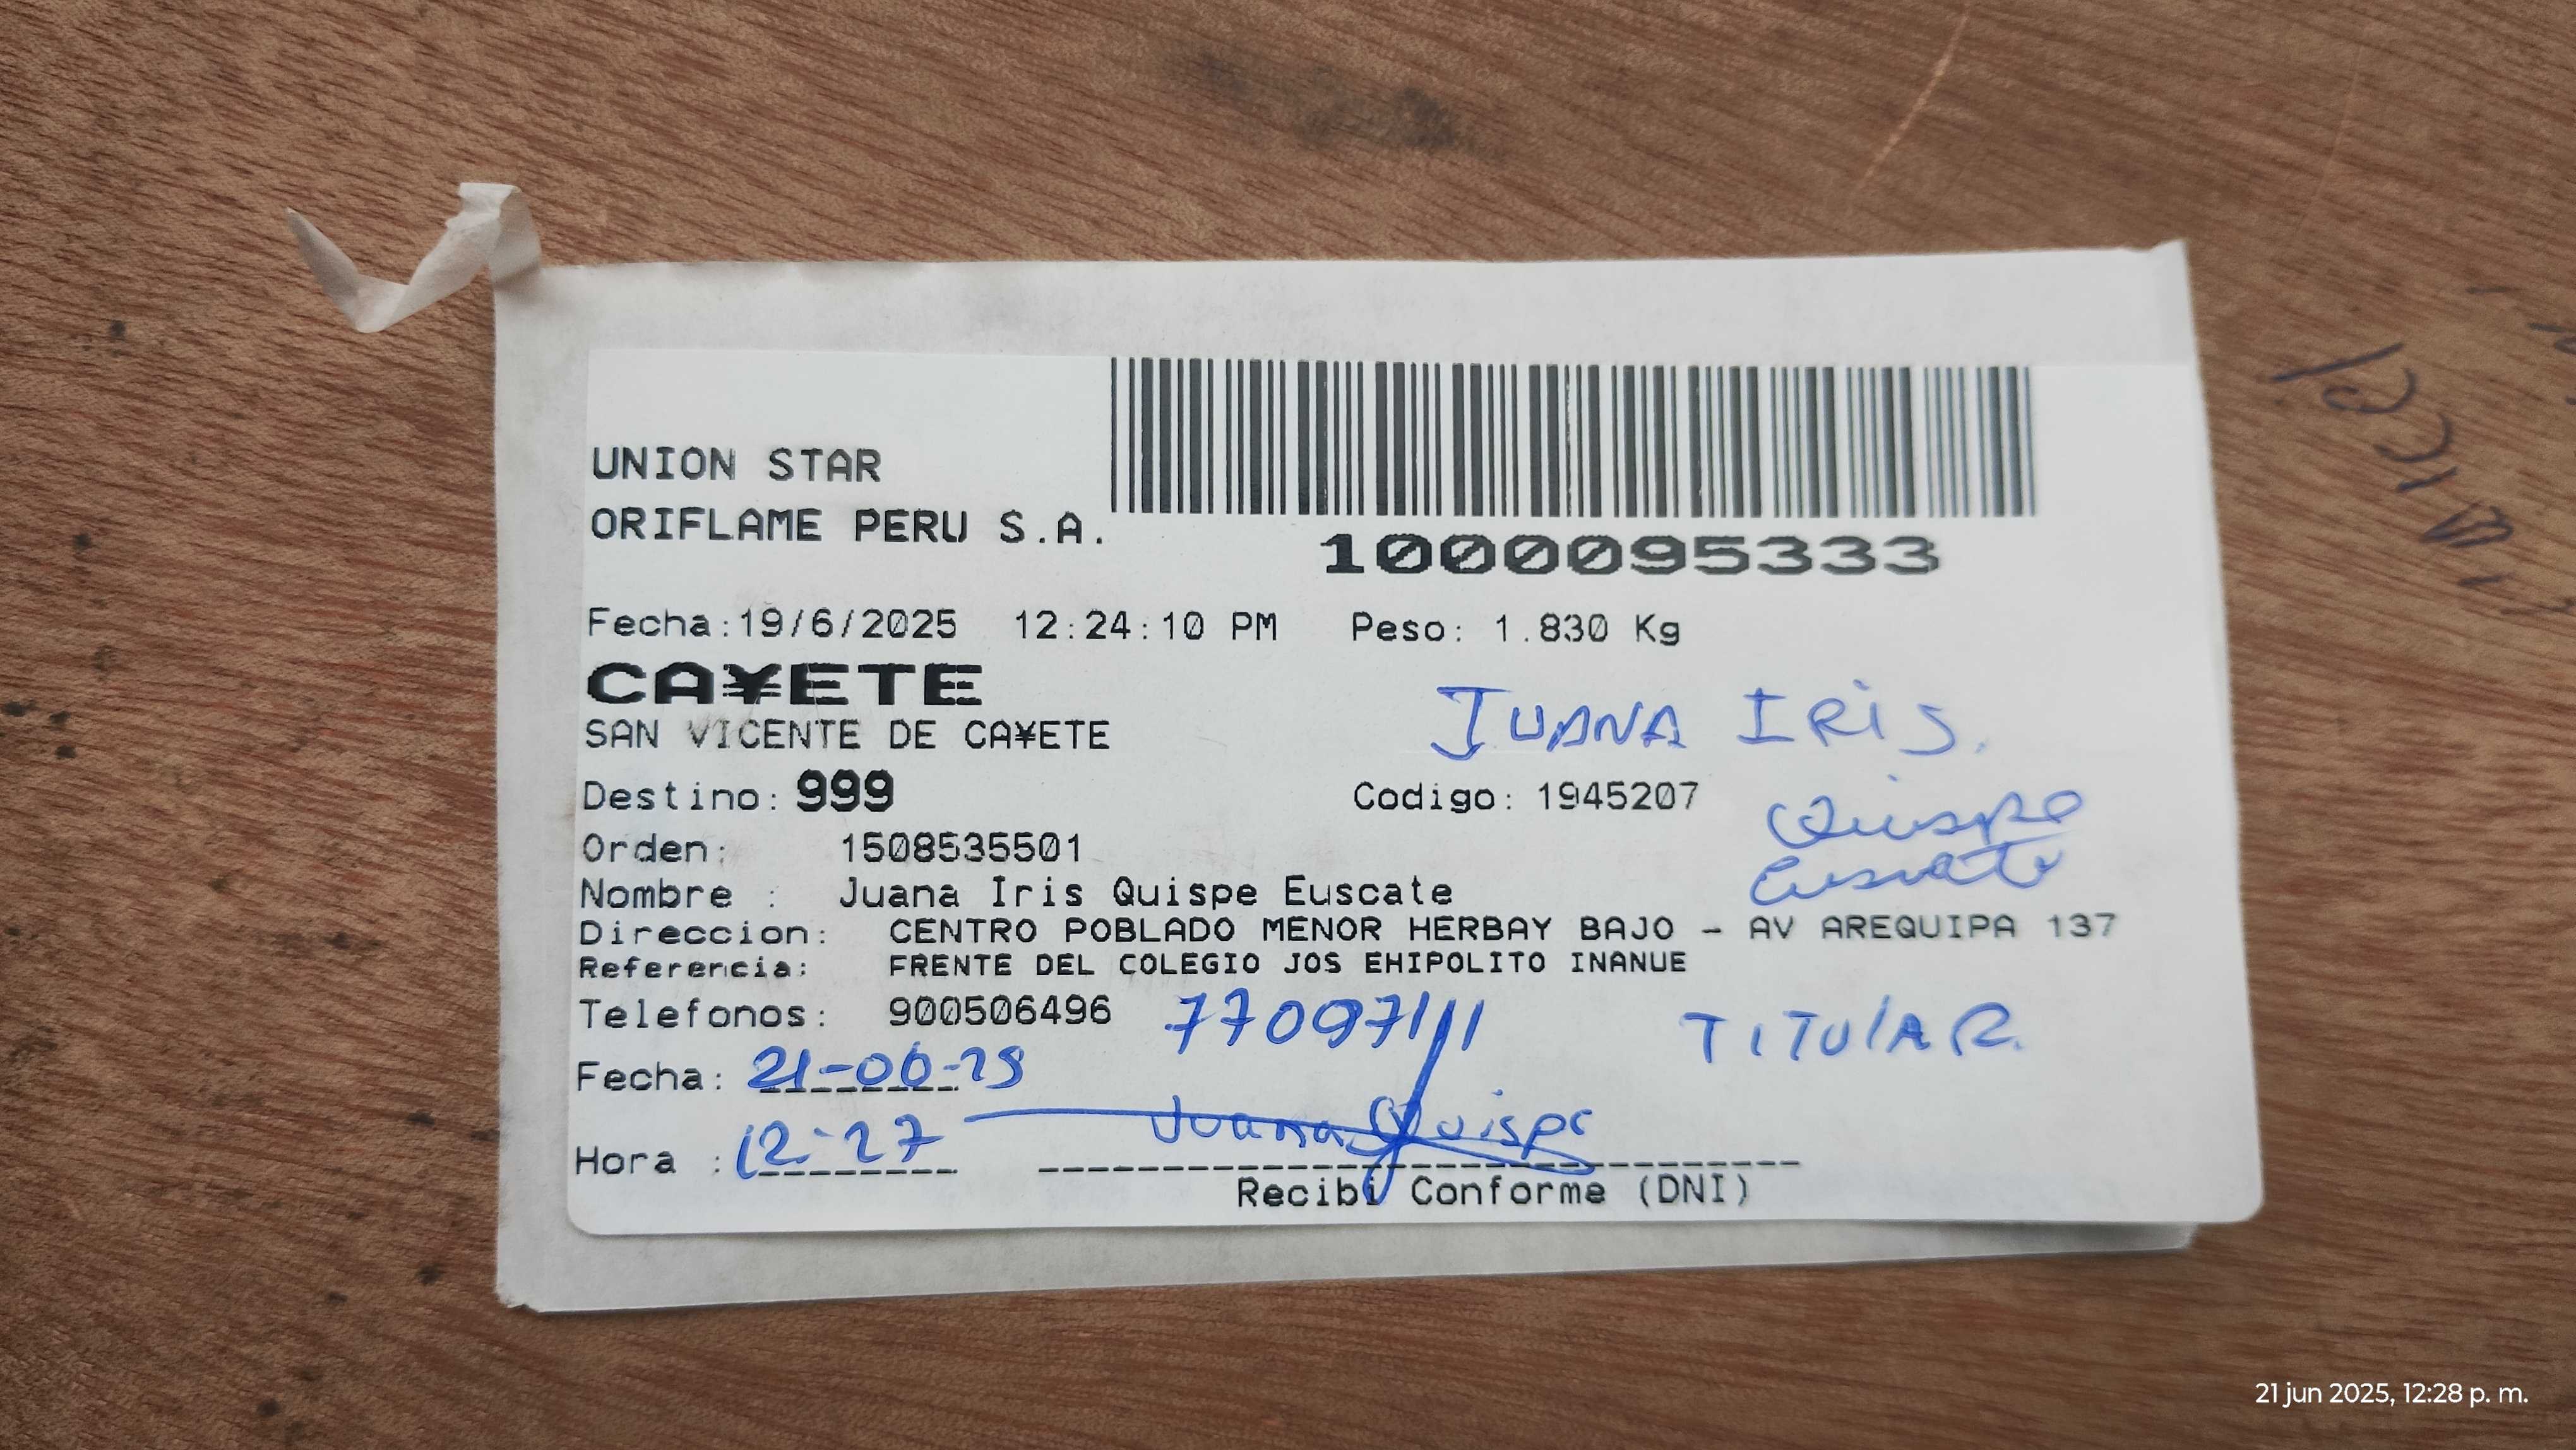 UNION STAR
ORIFLAME PERU S.A.
1000095333
Fecha:19/6/2025 12:24:10 PM Peso: 1.830 Kg
CA¥ETE
SAN VICENTE DE CA¥ETE
JUANA IRIS.
Destino: 999 Codigo: 1945207
Quispe
Euscate
Orden: 1508535501
Nombre : Juana Iris Quispe Euscate
Direccion: CENTRO POBLADO MENOR HERBAY BAJO - AV AREQUIPA 137
Referencia: FRENTE DEL COLEGIO JOS EHIPOLITO INANUE
Telefonos: 900506496 77097111 TITULAR.
Fecha: 21-06-25
Hora : 12:27 Juana Quispe
Recibi Conforme (DNI)
21 jun 2025, 12:28 p. m.